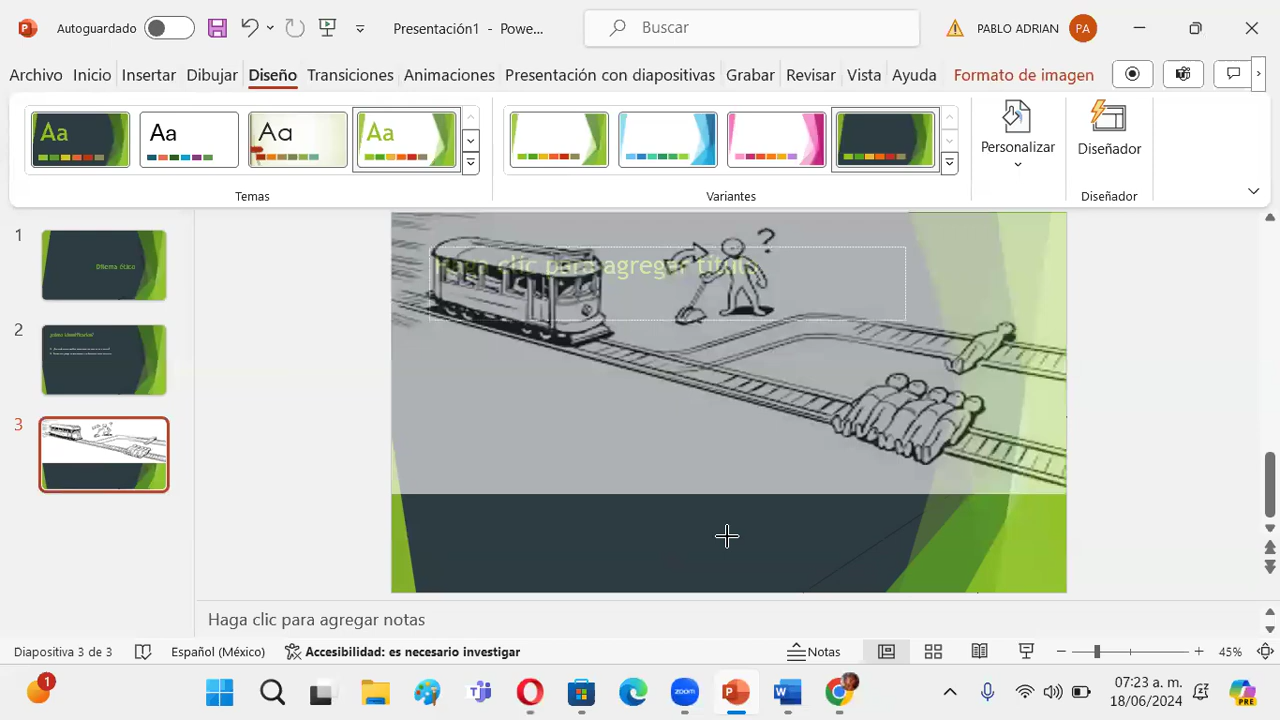 Autoguardado
Presentación1 - Powe...
Buscar
PABLO ADRIAN
PA
Archivo Inicio Insertar Dibujar Diseño Transiciones Animaciones Presentación con diapositivas Grabar Revisar Vista Ayuda Formato de imagen
Aa Aa Aa Aa
Personalizar
Diseñador
Temas
Variantes
Diseñador
1
Dilema ético
2
3
Haga clic para agregar título
?
Haga clic para agregar notas
Diapositiva 3 de 3
Español (México)
Accesibilidad: es necesario investigar
Notas
45%
1
zoom
07:23 a. m.
18/06/2024
PRE